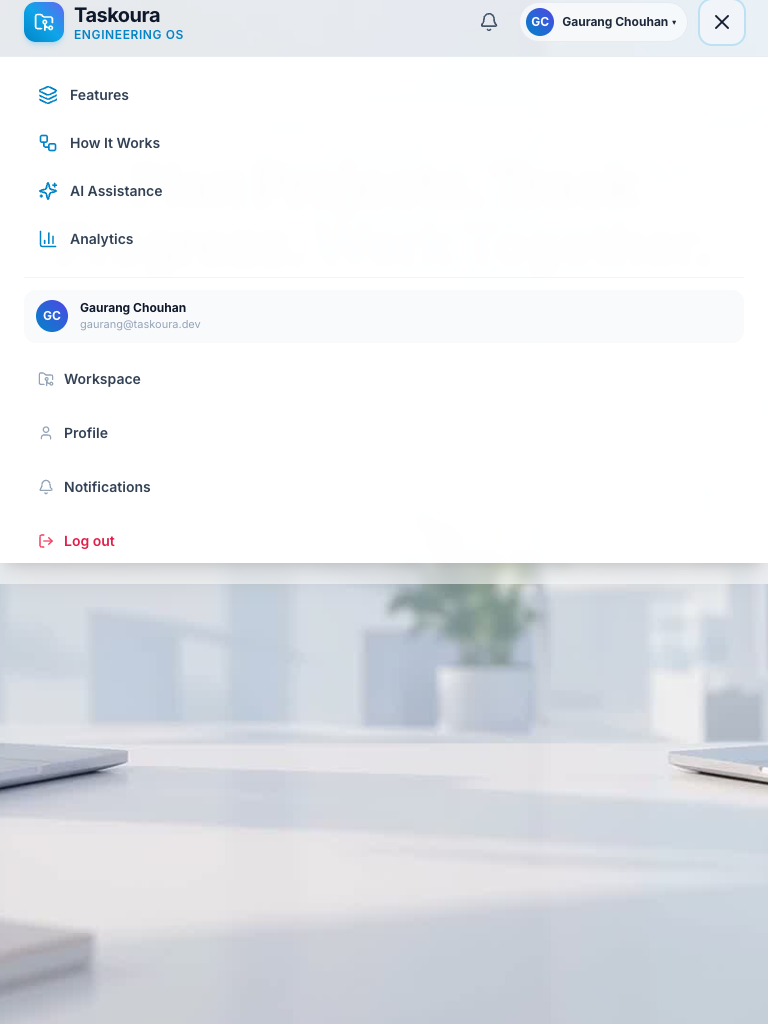 Taskoura
ENGINEERING OS
GC
Gaurang Chouhan
Features
How It Works
AI Assistance
Analytics
GC
Gaurang Chouhan
gaurang@taskoura.dev
Workspace
Profile
Notifications
Log out